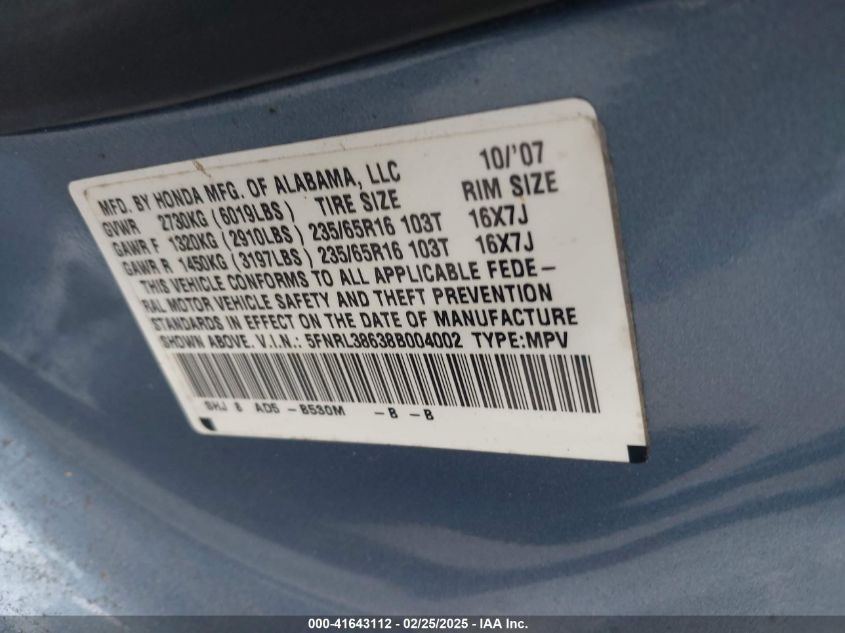 MFD. BY HONDA MFG. OF ALABAMA, LLC 10/'07
GVWR 2730KG (6019LBS) TIRE SIZE RIM SIZE
GAWR F 1320KG (2910LBS) 235/65R16 103T 16X7J
GAWR R 1450KG (3197LBS) 235/65R16 103T 16X7J
THIS VEHICLE CONFORMS TO ALL APPLICABLE FEDE-
RAL MOTOR VEHICLE SAFETY AND THEFT PREVENTION
STANDARDS IN EFFECT ON THE DATE OF MANUFACTURE
SHOWN ABOVE. V.I.N.: 5FNRL38638B004002 TYPE:MPV
SHJ 8 AD5 -B530M -B -B
000-41643112 - 02/25/2025 - IAA Inc.